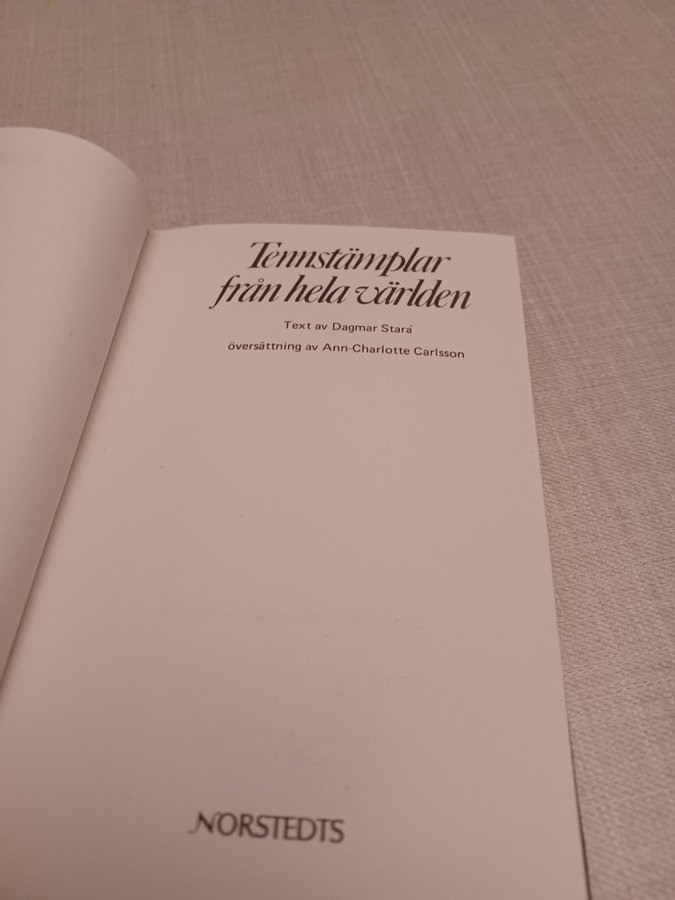 Tennstämplar
från hela världen
Text av Dagmar Stará
översättning av Ann-Charlotte Carlsson
NORSTEDTS